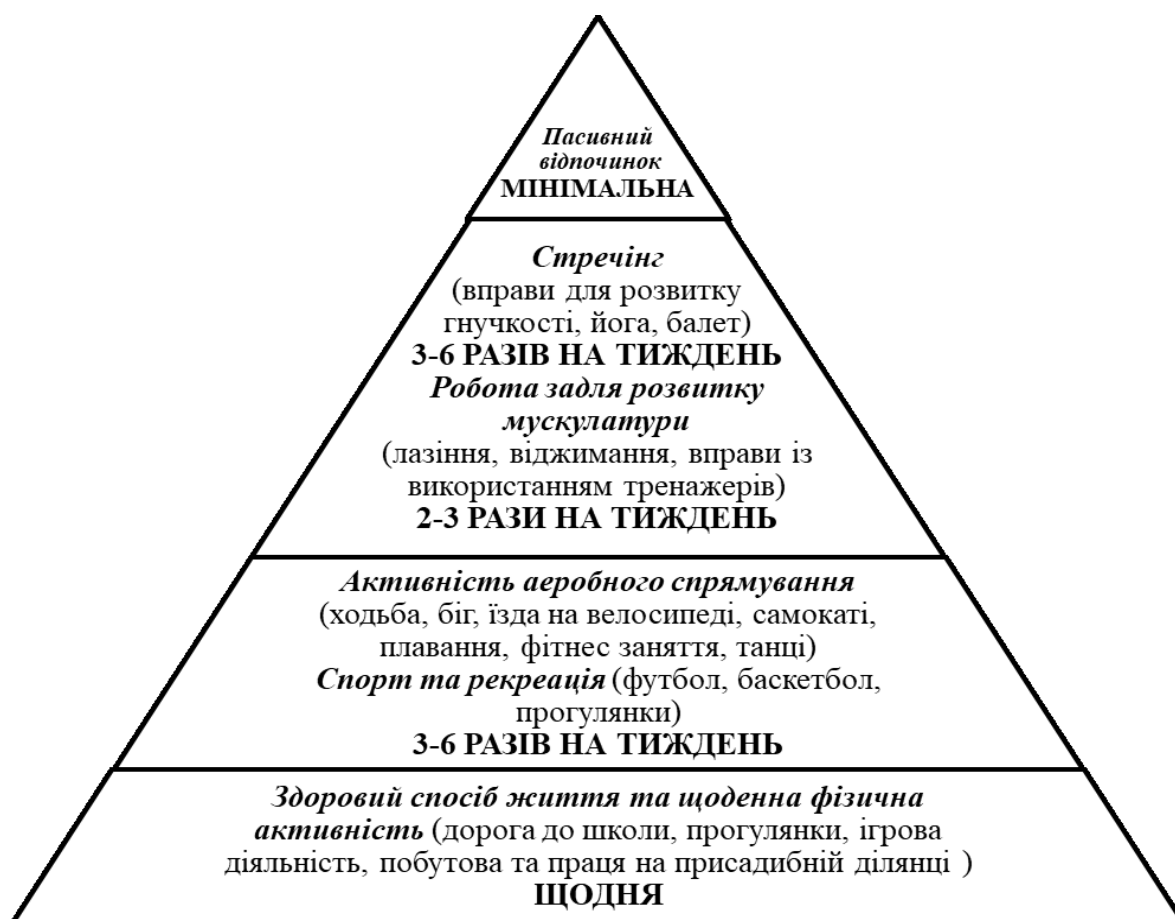 Пасивний
відпочинок
МІНІМАЛЬНА
Стречінг
(вправи для розвитку
гнучкості, йога, балет)
3-6 РАЗІВ НА ТИЖДЕНЬ
Робота задля розвитку
мускулатури
(лазіння, віджимання, вправи із
використанням тренажерів)
2-3 РАЗИ НА ТИЖДЕНЬ
Активність аеробного спрямування
(ходьба, біг, їзда на велосипеді, самокаті,
плавання, фітнес заняття, танці)
Спорт та рекреація (футбол, баскетбол,
прогулянки)
3-6 РАЗІВ НА ТИЖДЕНЬ
Здоровий спосіб життя та щоденна фізична
активність (дорога до школи, прогулянки, ігрова
діяльність, побутова та праця на присадибній ділянці )
ЩОДНЯ